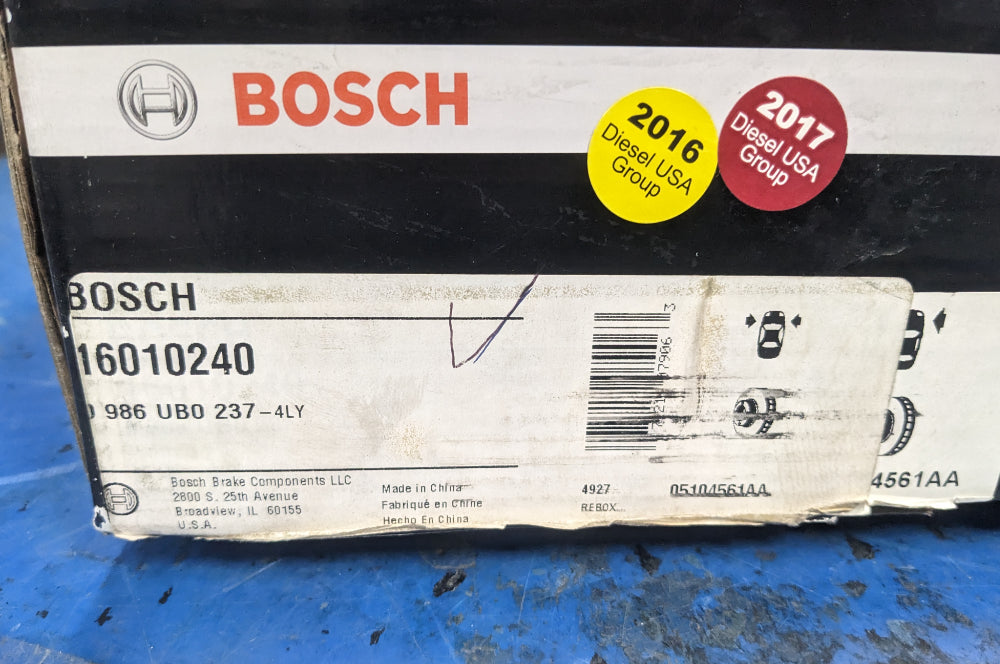 BOSCH
2016
Diesel USA
Group
2017
Diesel USA
Group
BOSCH
16010240
986 UB0 237-4LY
Bosch Brake Components LLC
2800 S. 25th Avenue
Broadview, IL 60155
U.S.A.
Made in China
Fabriqué en Chine
Hecho En China
4927
REBOX
05104561AA
4561AA
3